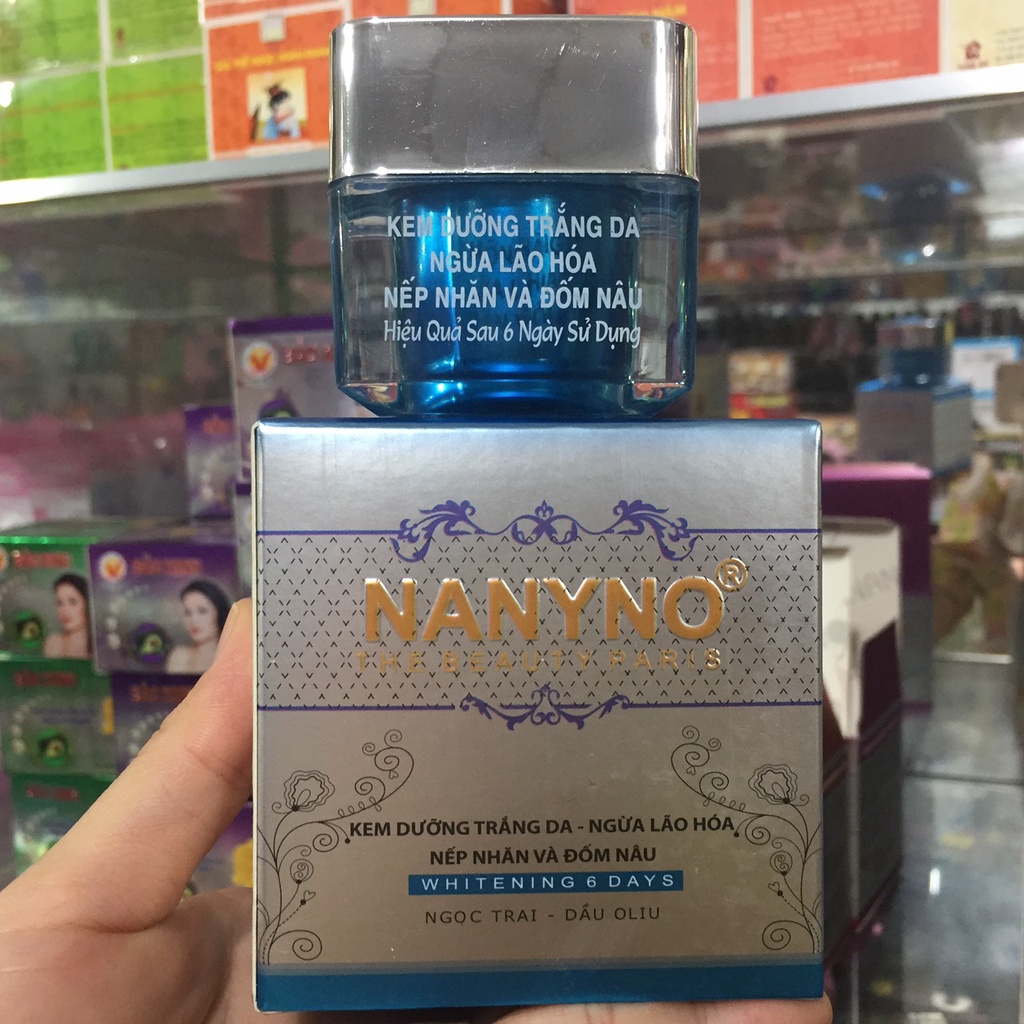 KEM DƯỠNG TRẮNG DA
NGỪA LÃO HÓA
NẾP NHĂN VÀ ĐỐM NÂU
Hiệu Quả Sau 6 Ngày Sử Dụng
NANYNO®
THE BEAUTY PARIS
KEM DƯỠNG TRẮNG DA - NGỪA LÃO HÓA,
NẾP NHĂN VÀ ĐỐM NÂU
WHITENING 6 DAYS
NGỌC TRAI - DẦU OLIU